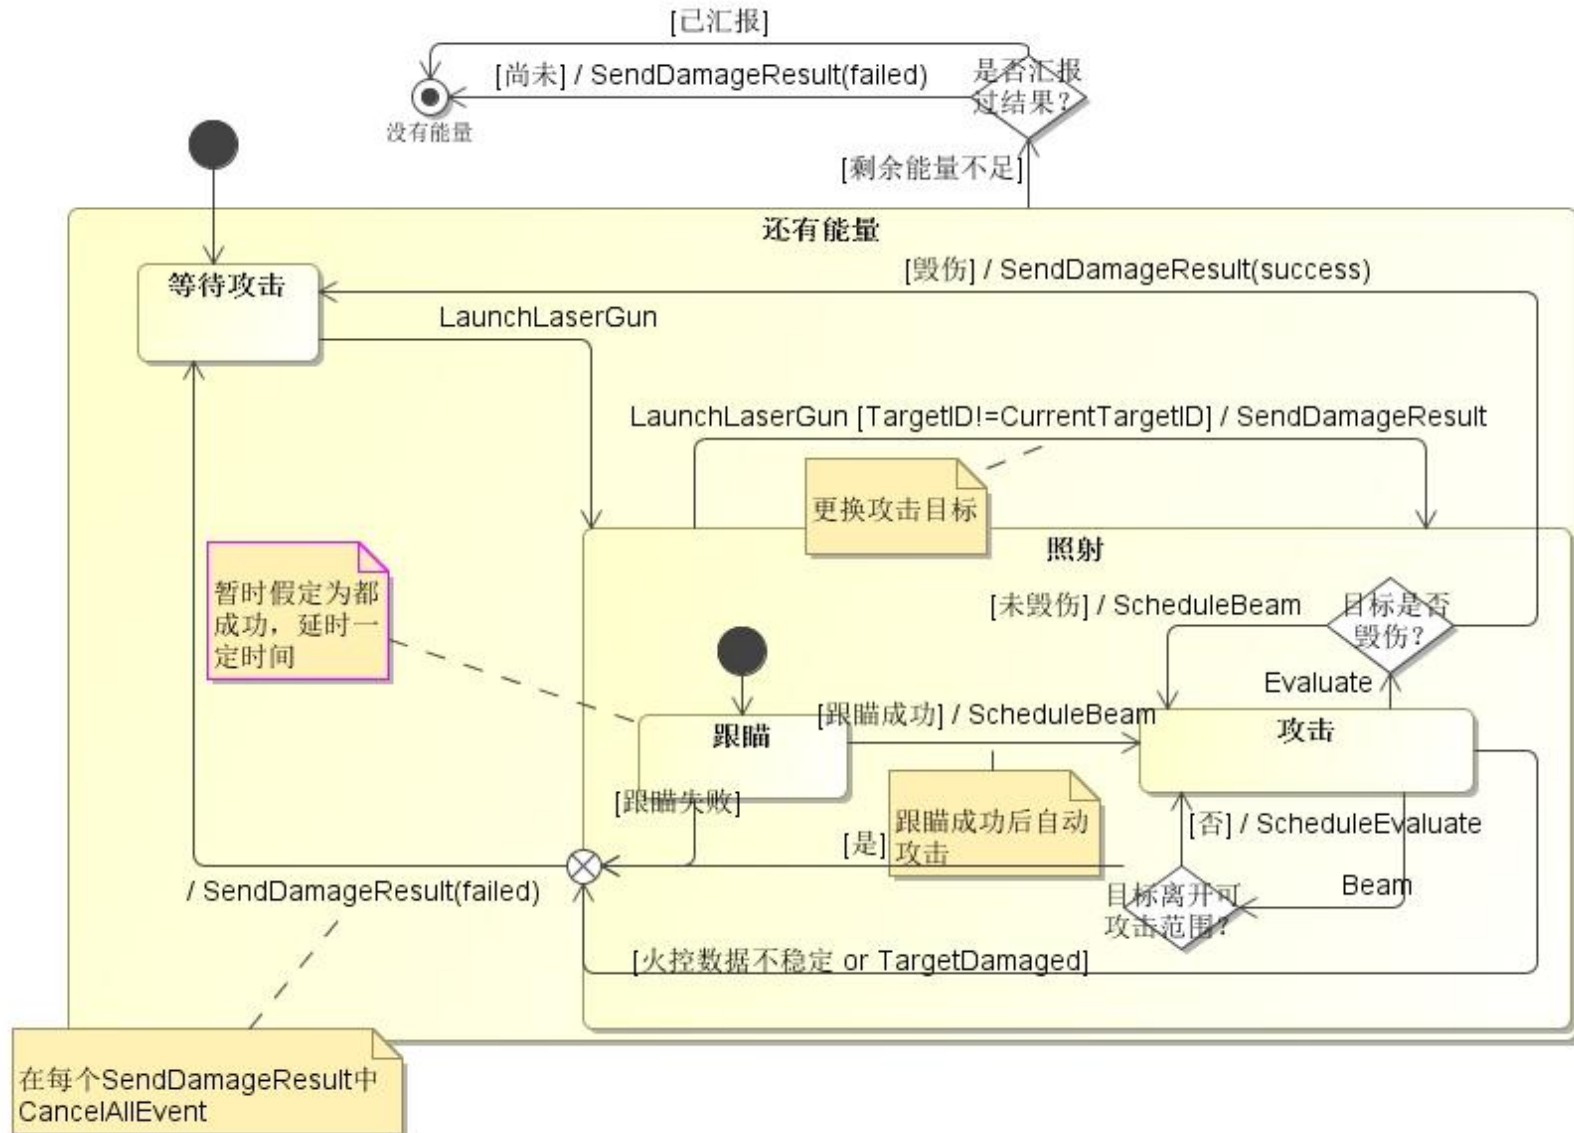 [已汇报]
[尚未] / SendDamageResult(failed)
是否汇报
过结果？
没有能量
[剩余能量不足]
还有能量
等待攻击
[毁伤] / SendDamageResult(success)
LaunchLaserGun
LaunchLaserGun [TargetID!=CurrentTargetID] / SendDamageResult
更换攻击目标
照射
暂时假定为都
成功，延时一
定时间
[未毁伤] / ScheduleBeam
目标是否
毁伤？
Evaluate
[跟瞄成功] / ScheduleBeam
跟瞄
攻击
[跟瞄失败]
跟瞄成功后自动
攻击
[是]
[否] / ScheduleEvaluate
Beam
/ SendDamageResult(failed)
目标离开可
攻击范围？
[火控数据不稳定 or TargetDamaged]
在每个SendDamageResult中
CancelAllEvent